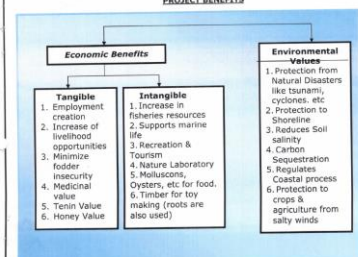 PROJECT BENEFITS
Economic Benefits
Tangible
1. Employment
creation
2. Increase of
livelihood
opportunities
3. Minimize
fodder
insecurity
4. Medicinal
value
5. Tenin Value
6. Honey Value
Intangible
1. Increase in
fisheries resources
2. Supports marine
life
3. Recreation &
Tourism
4. Nature Laboratory
5. Molluscons,
Oysters, etc for food.
6. Timber for toy
making (roots are
also used)
Environmental
Values
1. Protection from
Natural Disasters
like tsunami,
cyclones. etc
2. Protection to
Shoreline
3. Reduces Soil
salinity
4. Carbon
Sequestration
5. Regulates
Coastal process
6. Protection to
crops &
agriculture from
salty winds